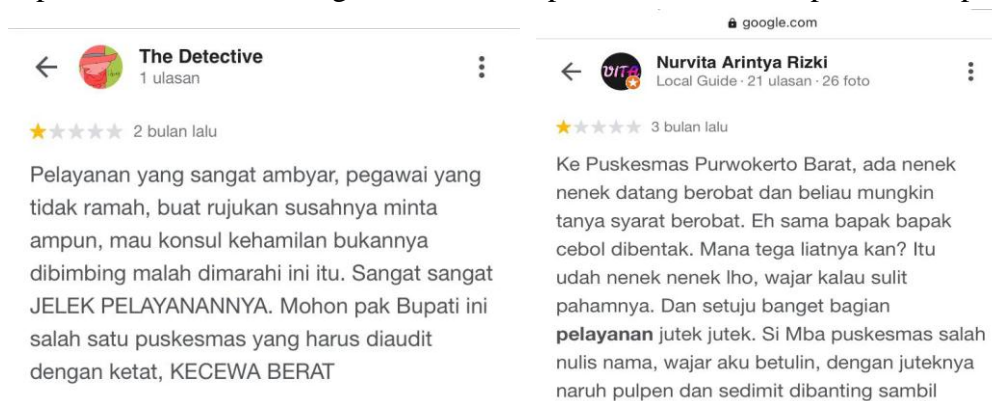 The Detective
1 ulasan
2 bulan lalu
Pelayanan yang sangat ambyar, pegawai yang
tidak ramah, buat rujukan susahnya minta
ampun, mau konsul kehamilan bukannya
dibimbing malah dimarahi ini itu. Sangat sangat
JELEK PELAYANANNYA. Mohon pak Bupati ini
salah satu puskesmas yang harus diaudit
dengan ketat, KECEWA BERAT
google.com
VITA
Nurvita Arintya Rizki
Local Guide · 21 ulasan · 26 foto
3 bulan lalu
Ke Puskesmas Purwokerto Barat, ada nenek
nenek datang berobat dan beliau mungkin
tanya syarat berobat. Eh sama bapak bapak
cebol dibentak. Mana tega liatnya kan? Itu
udah nenek nenek lho, wajar kalau sulit
pahamnya. Dan setuju banget bagian
pelayanan jutek jutek. Si Mba puskesmas salah
nulis nama, wajar aku betulin, dengan juteknya
naruh pulpen dan sedimit dibanting sambil